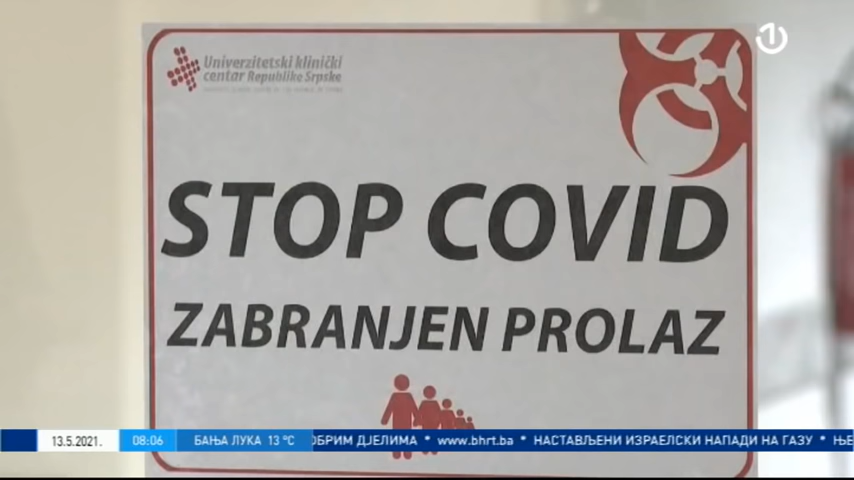 Univerzitetski klinički
centar Republike Srpske
STOP COVID
ZABRANJEN PROLAZ
13.5.2021. 08:06 БАЊА ЛУКА 13 °C ОБРИМ ДЈЕЛИМА * www.bhrt.ba * НАСТАВЉЕНИ ИЗРАЕЛСКИ НАПАДИ НА ГАЗУ * ЊЕ